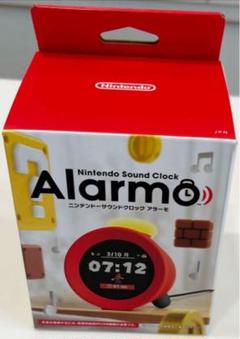 Nintendo
JPN
Nintendo Sound Clock
Alarmo
ニンテンドーサウンドクロック アラーモ
3/10 月
07:12